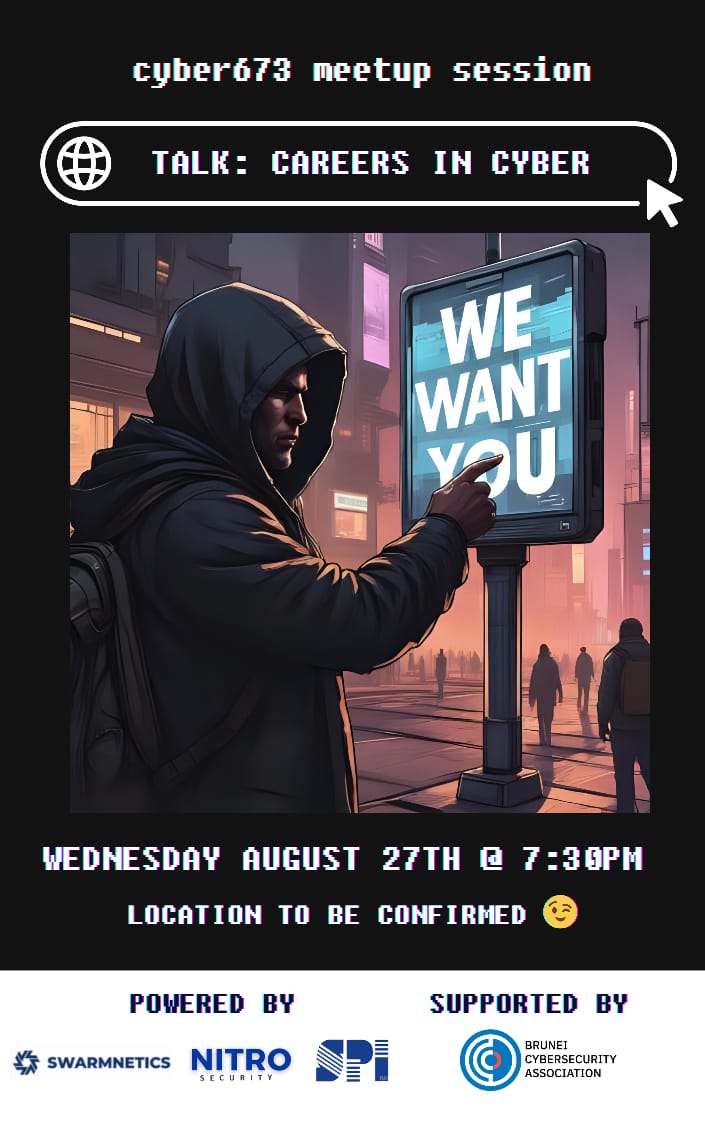 cyber673 meetup session
TALK: CAREERS IN CYBER
WE
WANT
YOU
WEDNESDAY AUGUST 27TH @ 7:30PM
LOCATION TO BE CONFIRMED 😉
POWERED BY
SUPPORTED BY
SWARMNETICS
NITRO
SECURITY
SPI
BRUNEI
CYBERSECURITY
ASSOCIATION